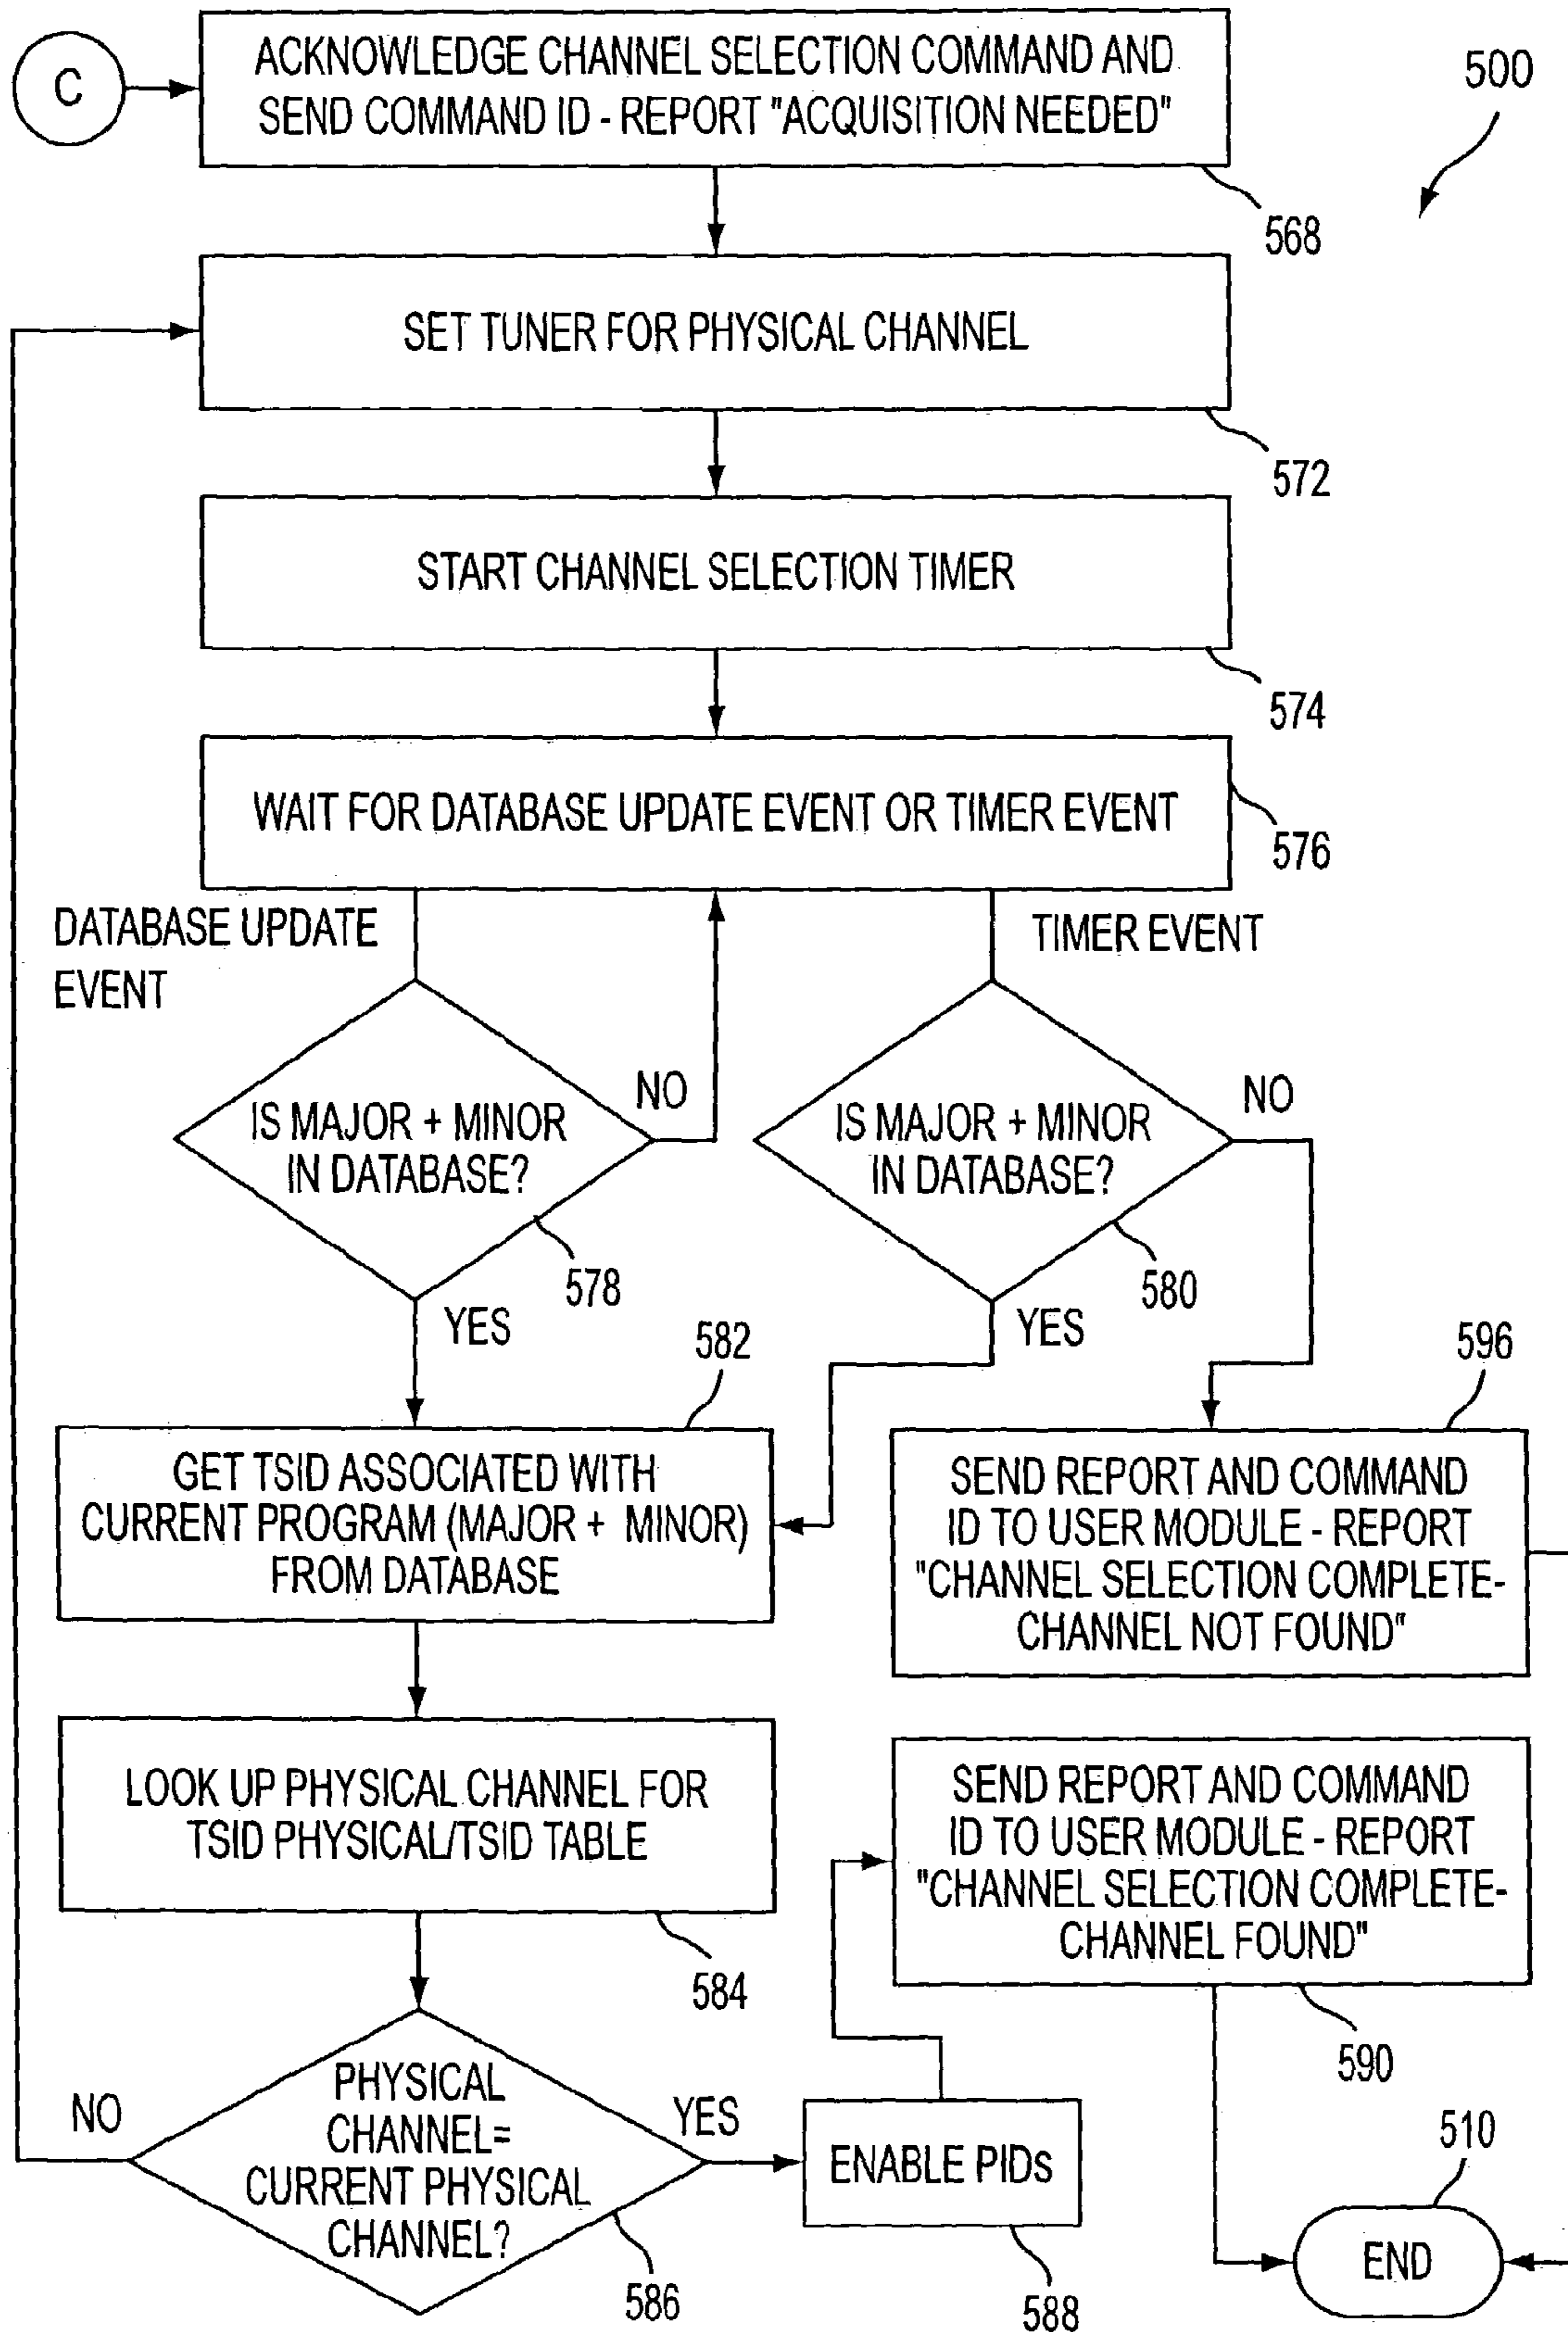 C
ACKNOWLEDGE CHANNEL SELECTION COMMAND AND
SEND COMMAND ID - REPORT "ACQUISITION NEEDED"
500
568
SET TUNER FOR PHYSICAL CHANNEL
572
START CHANNEL SELECTION TIMER
574
WAIT FOR DATABASE UPDATE EVENT OR TIMER EVENT
576
DATABASE UPDATE
EVENT
TIMER EVENT
IS MAJOR + MINOR
IN DATABASE?
NO
578
YES
IS MAJOR + MINOR
IN DATABASE?
NO
580
YES
582
GET TSID ASSOCIATED WITH
CURRENT PROGRAM (MAJOR + MINOR)
FROM DATABASE
596
SEND REPORT AND COMMAND
ID TO USER MODULE - REPORT
"CHANNEL SELECTION COMPLETE-
CHANNEL NOT FOUND"
LOOK UP PHYSICAL CHANNEL FOR
TSID PHYSICAL/TSID TABLE
584
SEND REPORT AND COMMAND
ID TO USER MODULE - REPORT
"CHANNEL SELECTION COMPLETE-
CHANNEL FOUND"
590
NO
PHYSICAL
CHANNEL=
CURRENT PHYSICAL
CHANNEL?
YES
586
ENABLE PIDs
588
510
END